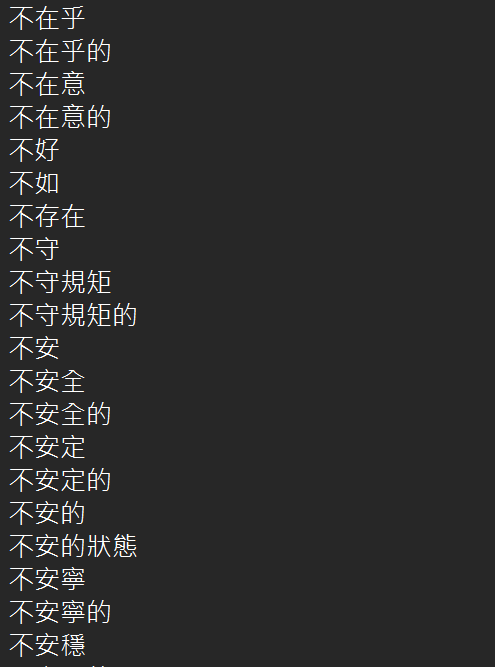 不在乎
不在乎的
不在意
不在意的
不好
不如
不存在
不守
不守規矩
不守規矩的
不安
不安全
不安全的
不安定
不安定的
不安的
不安的狀態
不安寧
不安寧的
不安穩